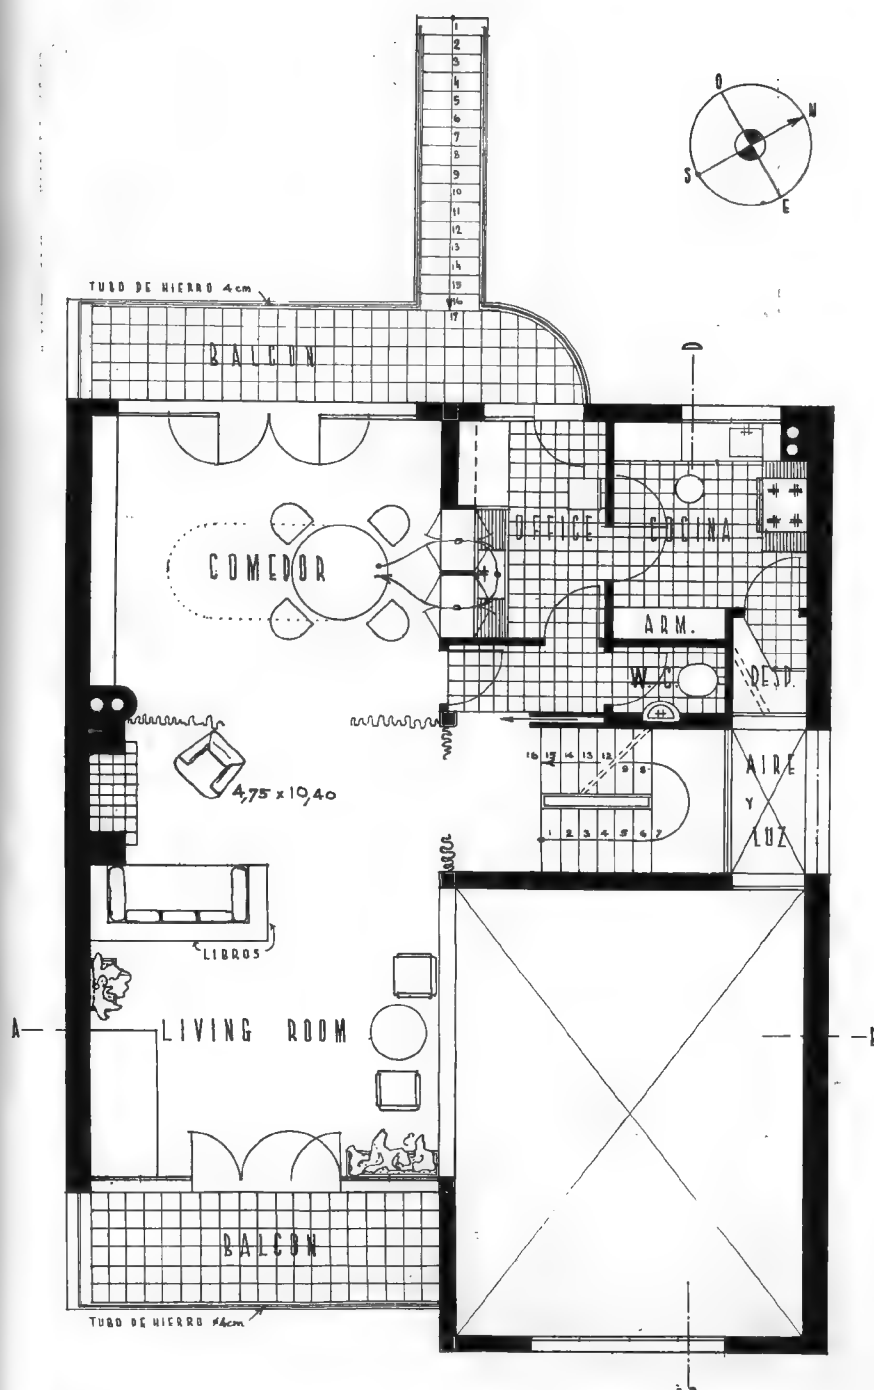 1
2
3
4
5
6
7
8
9
10
11
12
13
14
15
16
17
O
N
S
E
TUBO DE HIERRO 4cm
BALCON
COMEDOR
OFFICE
COCINA
ARM.
W.C.
DESP.
16 15 14 13 12
9 8
1 2 3 4 5 6 7
AIRE
Y
LUZ
4,75 x 10,40
LIBROS
A
LIVING ROOM
BALCON
TUBO DE HIERRO ø4cm